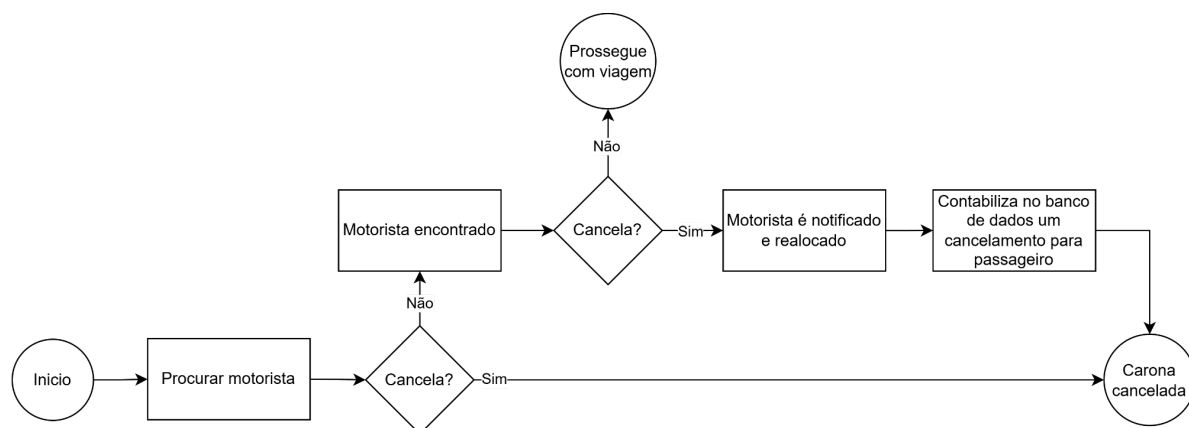 Prossegue
com viagem
Não
Motorista encontrado
Cancela?
Sim
Motorista é notificado
e realocado
Contabiliza no banco
de dados um
cancelamento para
passageiro
Não
Inicio
Procurar motorista
Cancela?
Sim
Carona
cancelada